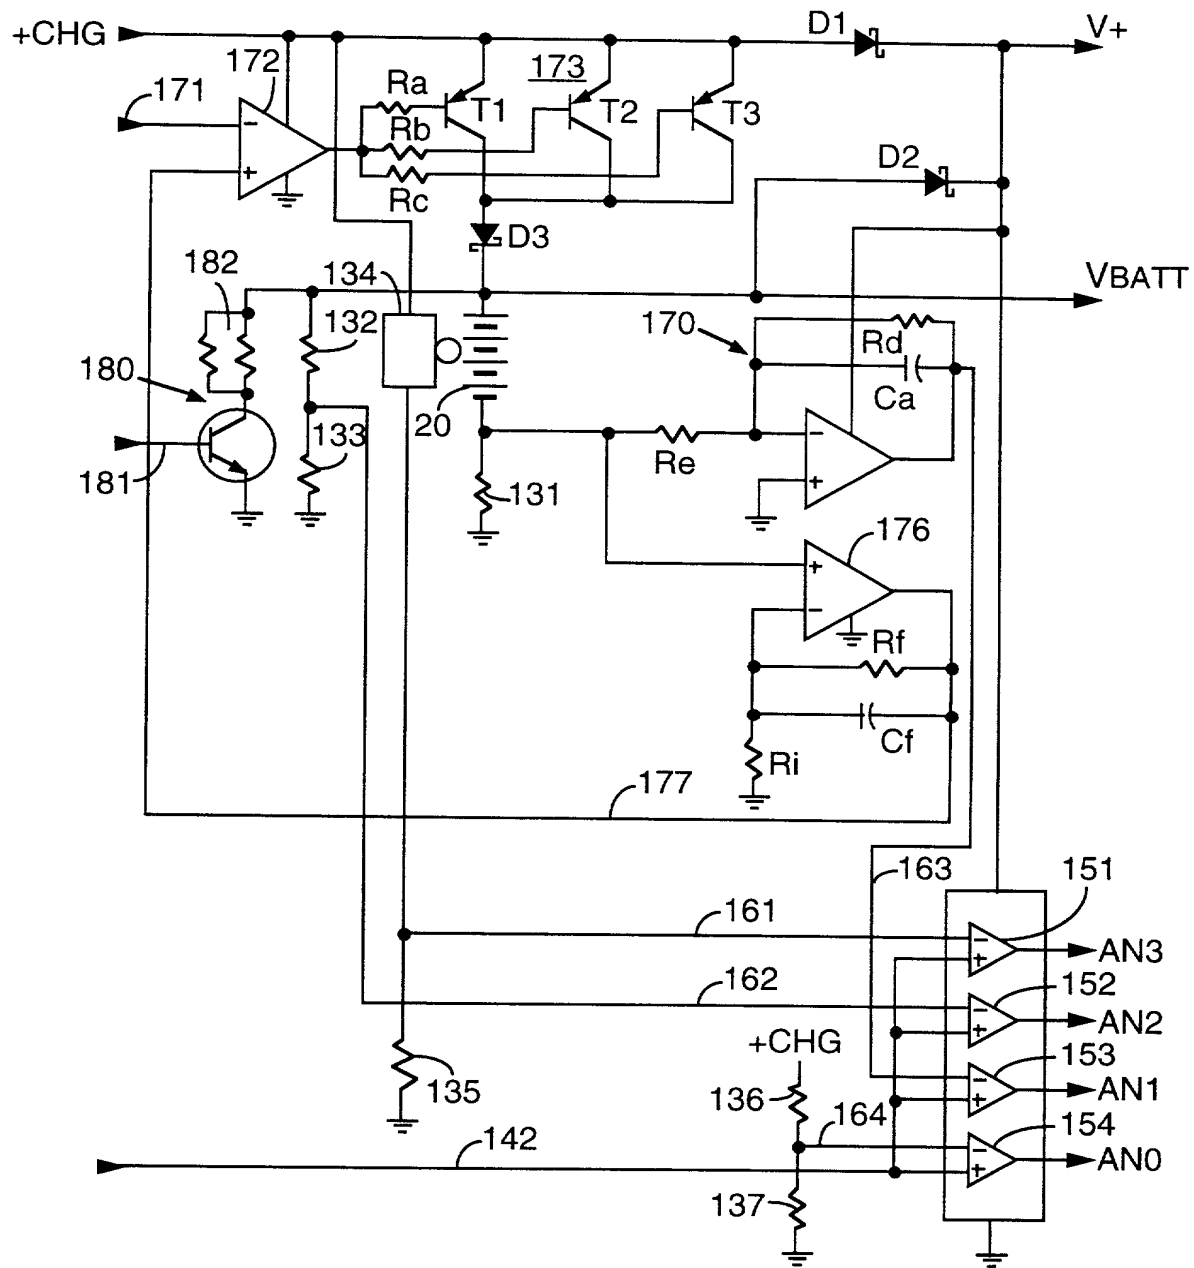 +CHG
D1
V+
172
171
Ra
T1
173
T2
T3
Rb
Rc
D2
D3
182
134
VBATT
132
170
Rd
Ca
180
133
20
Re
181
131
176
Rf
Cf
Ri
177
163
151
161
AN3
162
152
AN2
+CHG
153
135
136
AN1
164
154
142
AN0
137